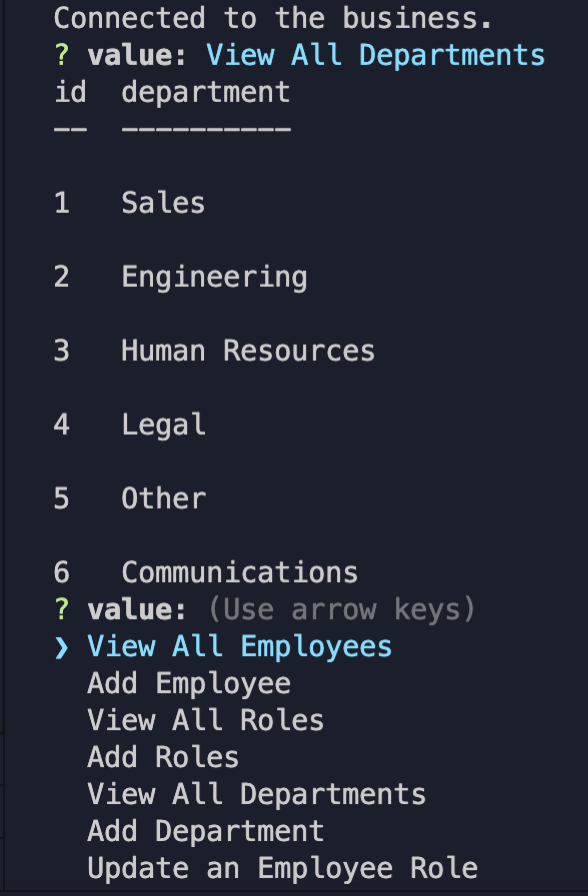 Connected to the business.
? value: View All Departments
id  department
--  ----------
1   Sales
2   Engineering
3   Human Resources
4   Legal
5   Other
6   Communications
? value: (Use arrow keys)
❯ View All Employees
  Add Employee
  View All Roles
  Add Roles
  View All Departments
  Add Department
  Update an Employee Role